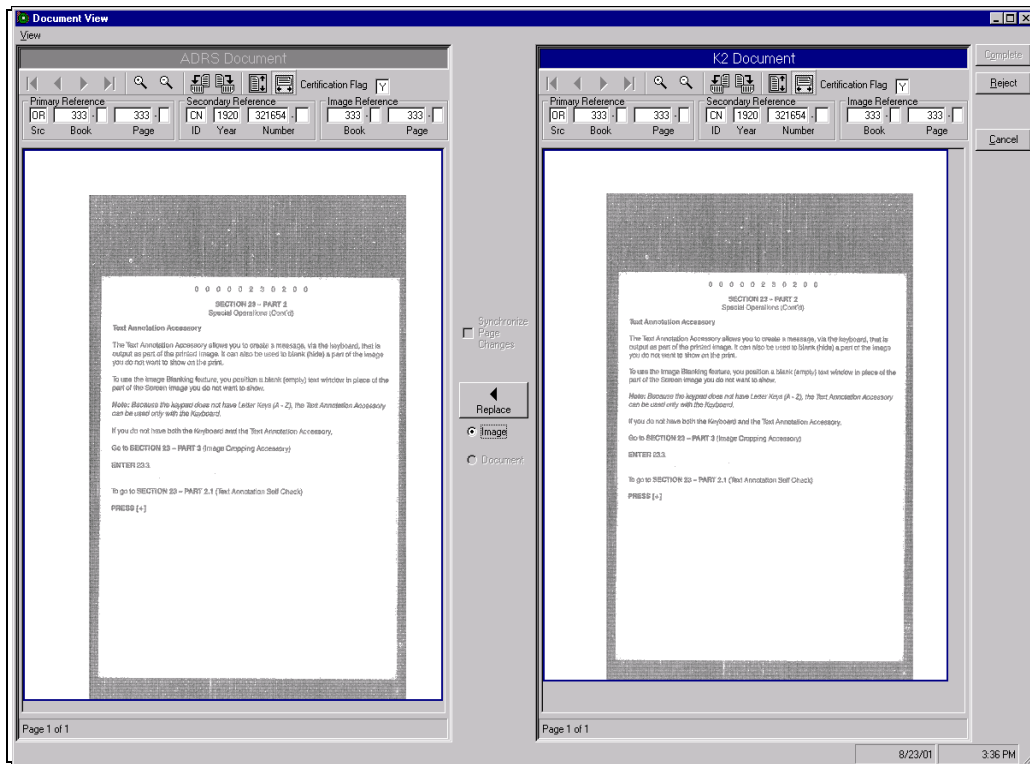 Document View
View
ADRS Document
Certification Flag Y
Primary Reference Secondary Reference Image Reference
OR 333 - 333 - CN 1920 321654 - 333 - 333 -
Src Book Page ID Year Number Book Page
0 0 0 0 0 2 3 0 2 0 0
SECTION 23 – PART 2
Special Operations (Cont'd)
Text Annotation Accessory
The Text Annotation Accessory allows you to create a message, via the keyboard, that is
output as part of the printed image. It can also be used to blank (hide) a part of the image
you do not want to show on the print.
To use the Image Blanking feature, you position a blank (empty) text window in place of the
part of the Screen image you do not want to show.
Note: Because the keypad does not have Letter Keys (A - Z), the Text Annotation Accessory
can be used only with the Keyboard.
If you do not have both the Keyboard and the Text Annotation Accessory,
Go to SECTION 23 – PART 3 (Image Cropping Accessory)
ENTER 23.3
To go to SECTION 23 – PART 2.1 (Text Annotation Self Check)
PRESS [+]
Page 1 of 1
Synchronize
Page
Changes
Replace
Image
Document
K2 Document
Certification Flag Y
Primary Reference Secondary Reference Image Reference
OR 333 - 333 - CN 1920 321654 - 333 - 333 -
Src Book Page ID Year Number Book Page
0 0 0 0 0 2 3 0 2 0 0
SECTION 23 – PART 2
Special Operations (Cont'd)
Text Annotation Accessory
The Text Annotation Accessory allows you to create a message, via the keyboard, that is
output as part of the printed image. It can also be used to blank (hide) a part of the image
you do not want to show on the print.
To use the Image Blanking feature, you position a blank (empty) text window in place of the
part of the Screen image you do not want to show.
Note: Because the keypad does not have Letter Keys (A - Z), the Text Annotation Accessory
can be used only with the Keyboard.
If you do not have both the Keyboard and the Text Annotation Accessory,
Go to SECTION 23 – PART 3 (Image Cropping Accessory)
ENTER 23.3
To go to SECTION 23 – PART 2.1 (Text Annotation Self Check)
PRESS [+]
Page 1 of 1
Complete
Reject
Cancel
8/23/01 3:36 PM